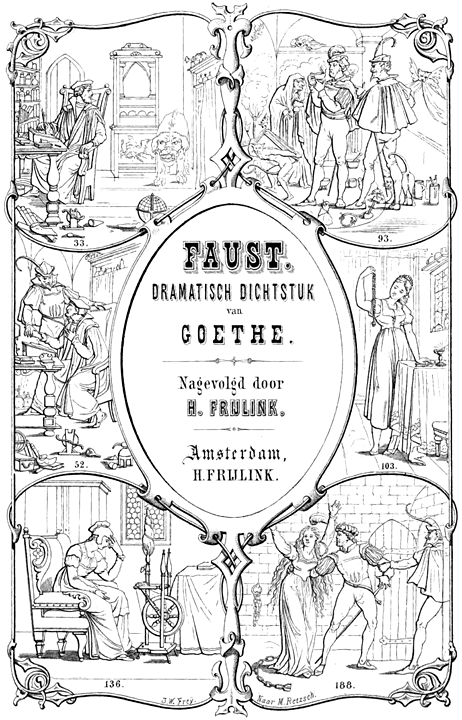 33.
93.
FAUST.
DRAMATISCH DICHTSTUK
van
GOETHE.
Nagevolgd door
H. FRIJLINK.
Amsterdam,
H. FRIJLINK.
52.
103.
136.
188.
J.W. Frey.
Naar M. Retzsch.